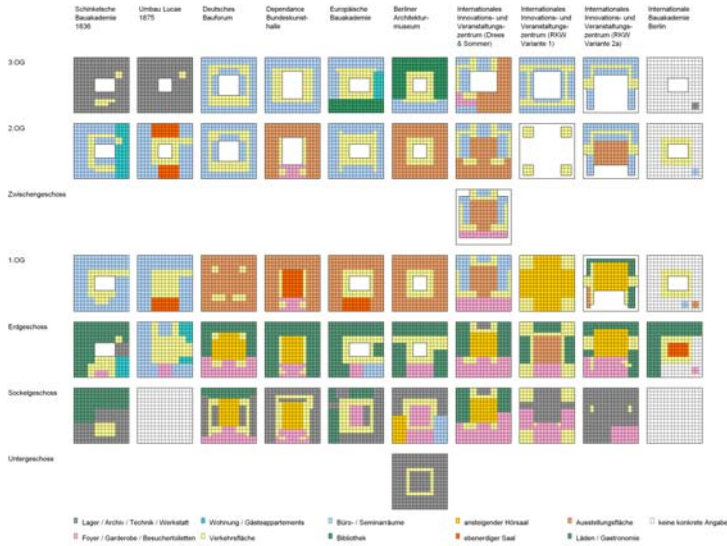 Schinkelsche
Bauakademie
1836
Umbau Lucae
1875
Deutsches
Bauforum
Dependance
Bundeskunst-
halle
Europäische
Bauakademie
Berliner
Architektur-
museum
Internationales
Innovations- und
Veranstaltungs-
zentrum (Drees
& Sommer)
Internationales
Innovations- und
Veranstaltungs-
zentrum (RKW
Variante 1)
Internationales
Innovations- und
Veranstaltungs-
zentrum (RKW
Variante 2a)
Internationale
Bauakademie
Berlin
3.OG
2.OG
Zwischengeschoss
1.OG
Erdgeschoss
Sockelgeschoss
Untergeschoss
Lager / Archiv / Technik / Werkstatt
Wohnung / Gästeappartements
Büro- / Seminarräume
ansteigender Hörsaal
Ausstellungsfläche
keine konkrete Angabe
Foyer / Garderobe / Besuchertoiletten
Verkehrsfläche
Bibliothek
ebenerdiger Saal
Läden / Gastronomie